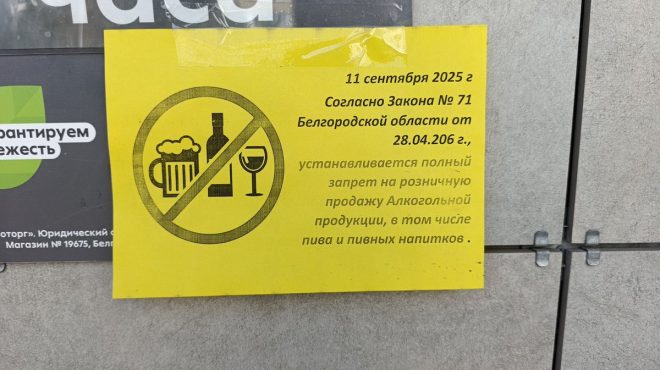 часа
11 сентября 2025 г
Согласно Закона № 71
Белгородской области от
28.04.206 г.,
устанавливается полный
запрет на розничную
продажу Алкогольной
продукции, в том числе
пива и пивных напитков .
рантируем
ежесть
оторг». Юридический
Магазин № 19675, Бел